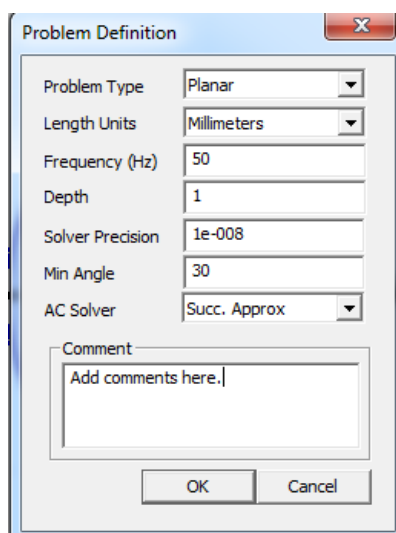 Problem Definition
Problem Type Planar
Length Units Millimeters
Frequency (Hz) 50
Depth 1
Solver Precision 1e-008
Min Angle 30
AC Solver Succ. Approx
Comment
Add comments here.
OK Cancel